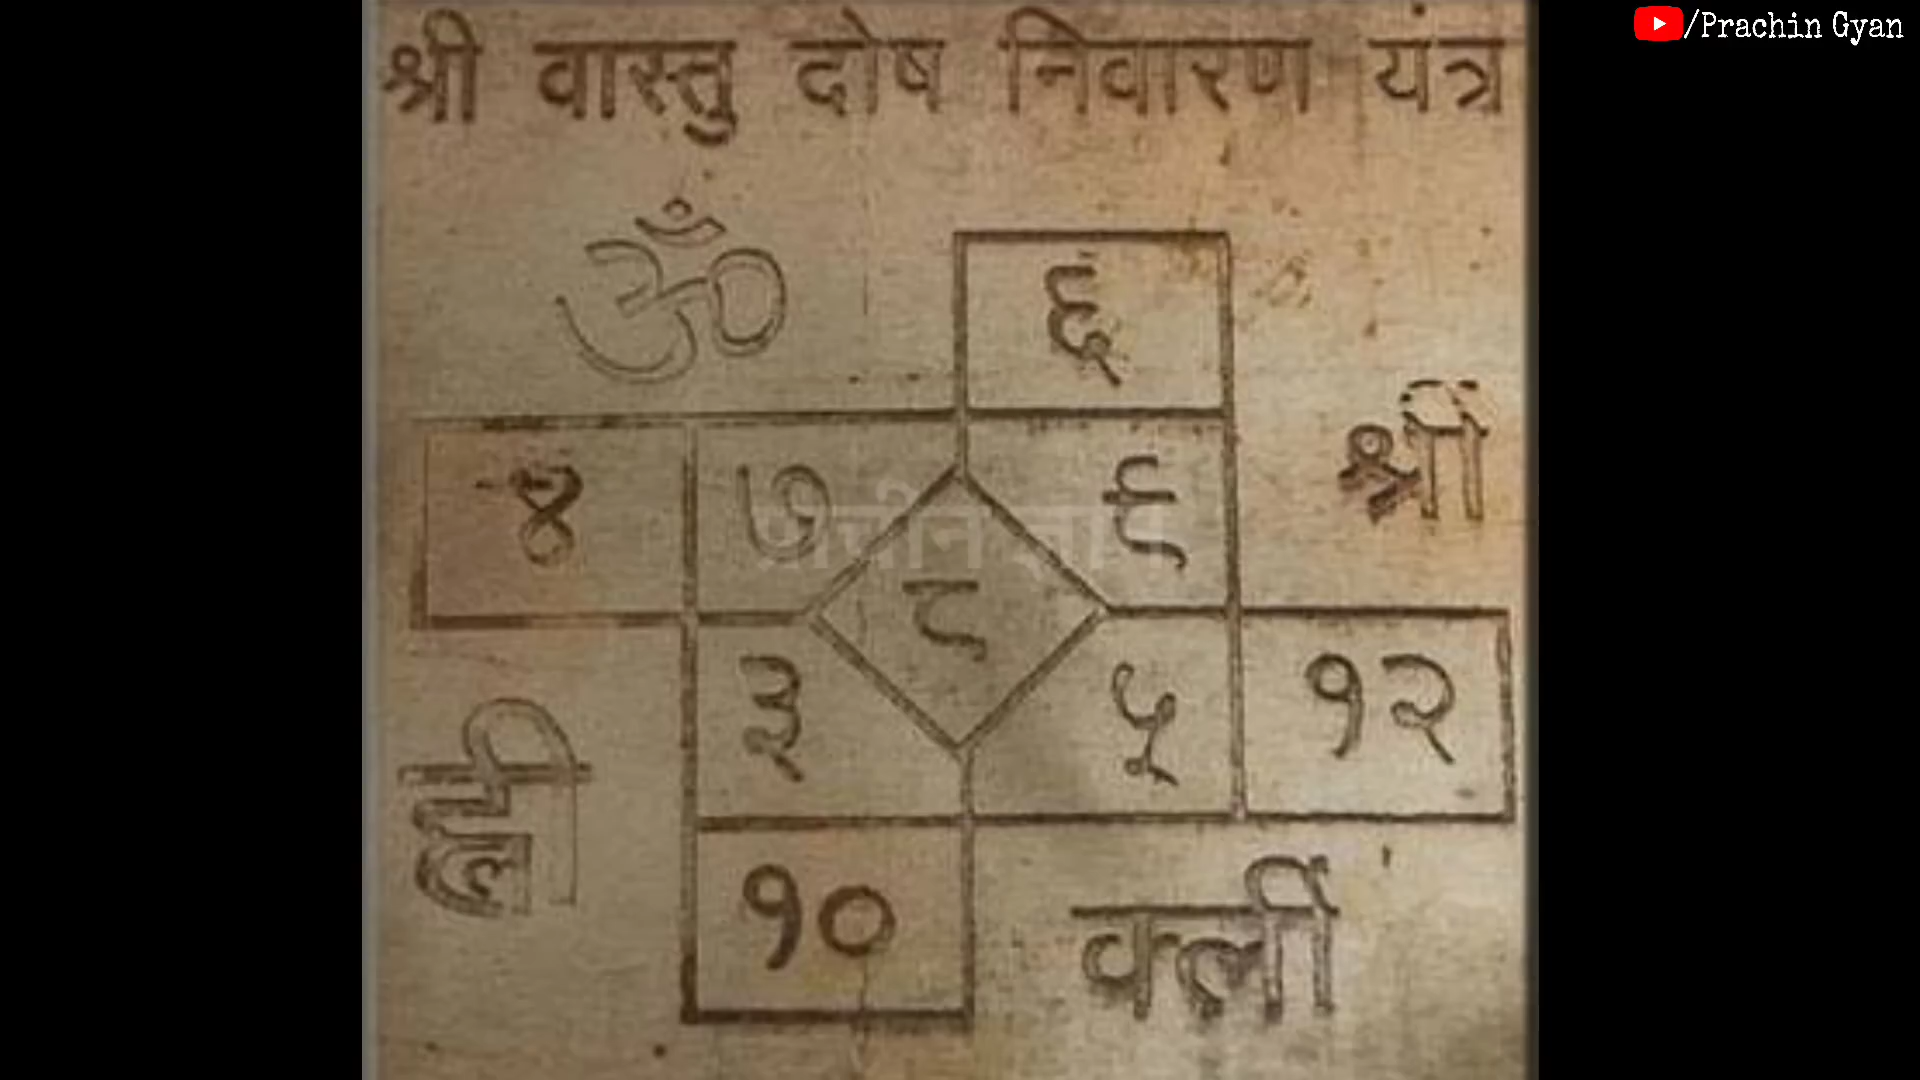 /Prachin Gyan
श्री वास्तु दोष निवारण यंत्र
ॐ
६
श्रीं
४ ७ ९
८
३ ५ १२
ह्रीं
१० क्लीं
प्राचीन ज्ञान